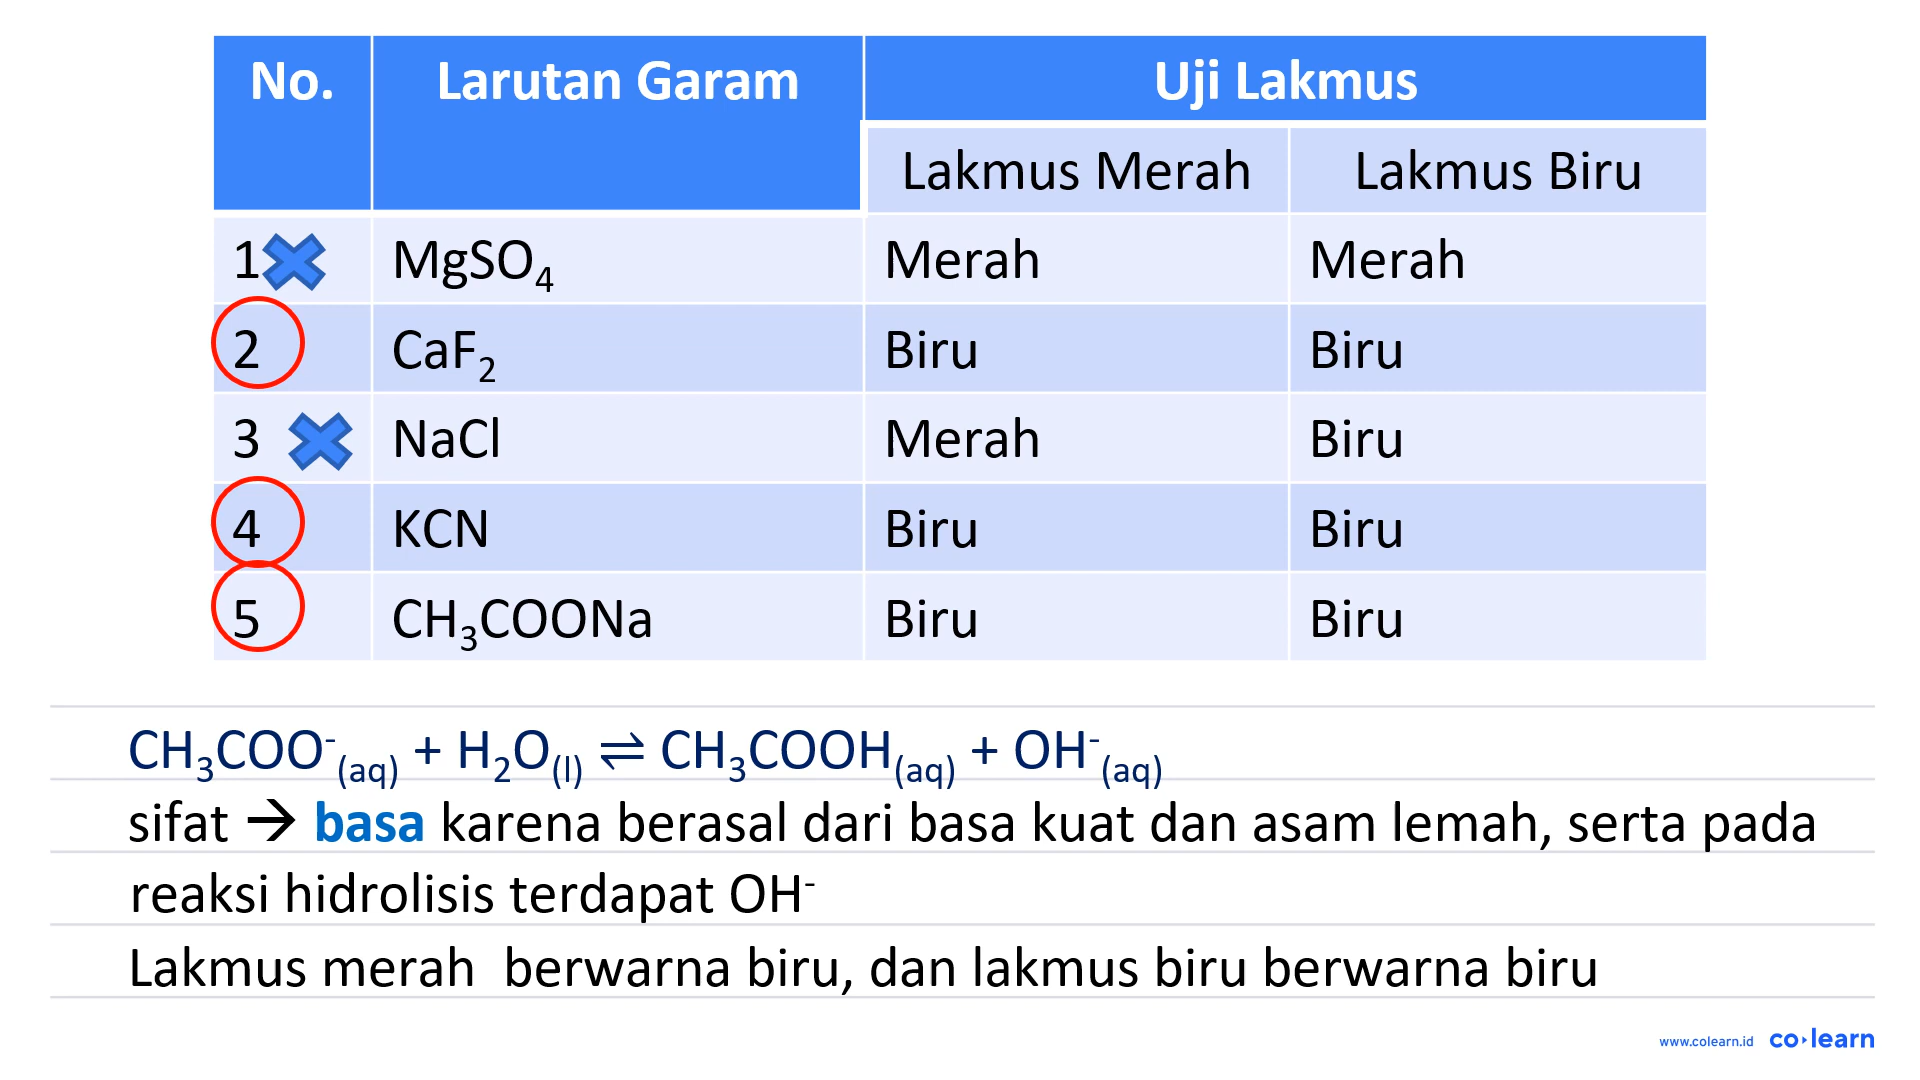 No. Larutan Garam Uji Lakmus
Lakmus Merah Lakmus Biru
1 MgSO₄ Merah Merah
2 CaF₂ Biru Biru
3 NaCl Merah Biru
4 KCN Biru Biru
5 CH₃COONa Biru Biru
CH₃COO⁻(aq) + H₂O(l) ⇌ CH₃COOH(aq) + OH⁻(aq)
sifat → basa karena berasal dari basa kuat dan asam lemah, serta pada
reaksi hidrolisis terdapat OH⁻
Lakmus merah berwarna biru, dan lakmus biru berwarna biru
www.colearn.id co learn